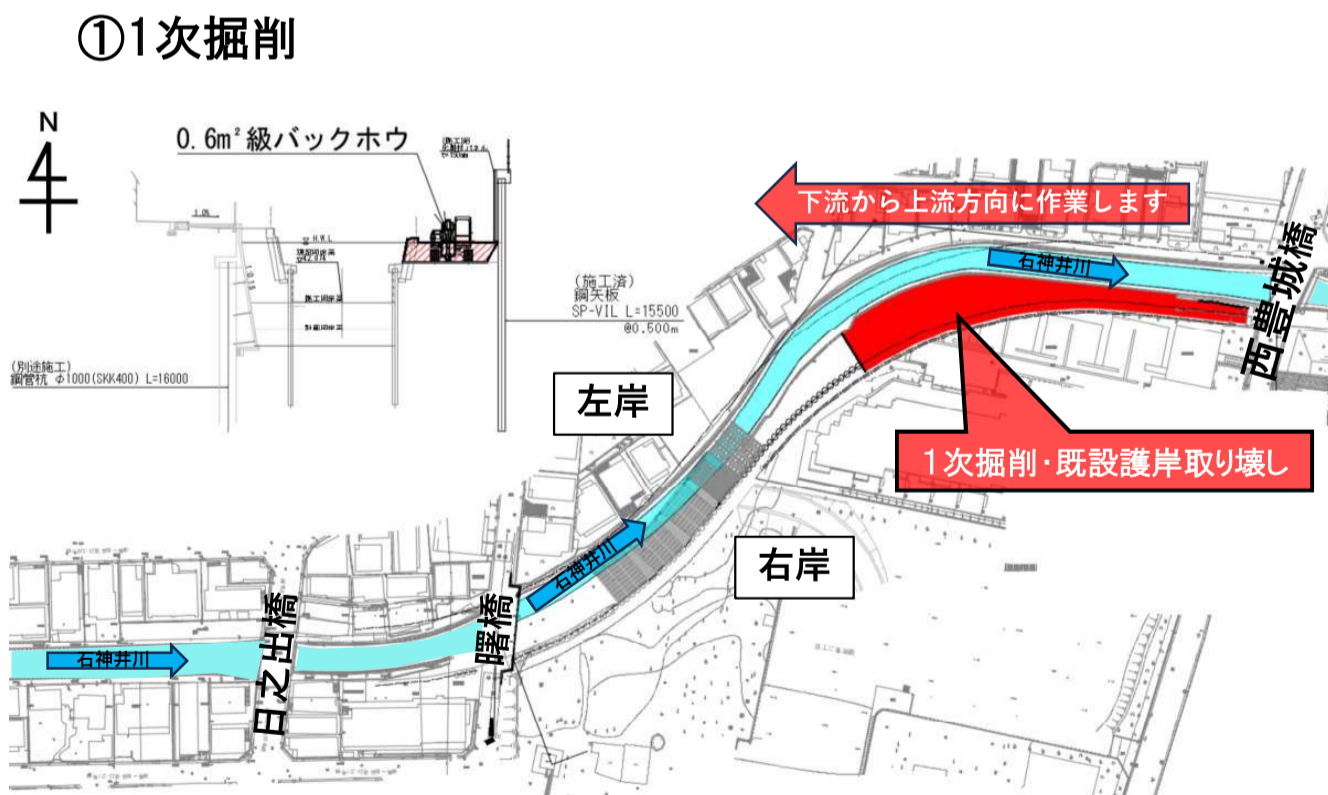 ①1次掘削
N
0.6m²級バックホウ
H.W.L
下流から上流方向に作業します
石神井川
西豊城橋
(施工済)
鋼矢板
SP-VIL L=15500
@0.500m
(別途施工)
鋼管杭 φ1000(SKK400) L=16000
左岸
1次掘削・既設護岸取り壊し
右岸
石神井川
曙橋
日之出橋
石神井川